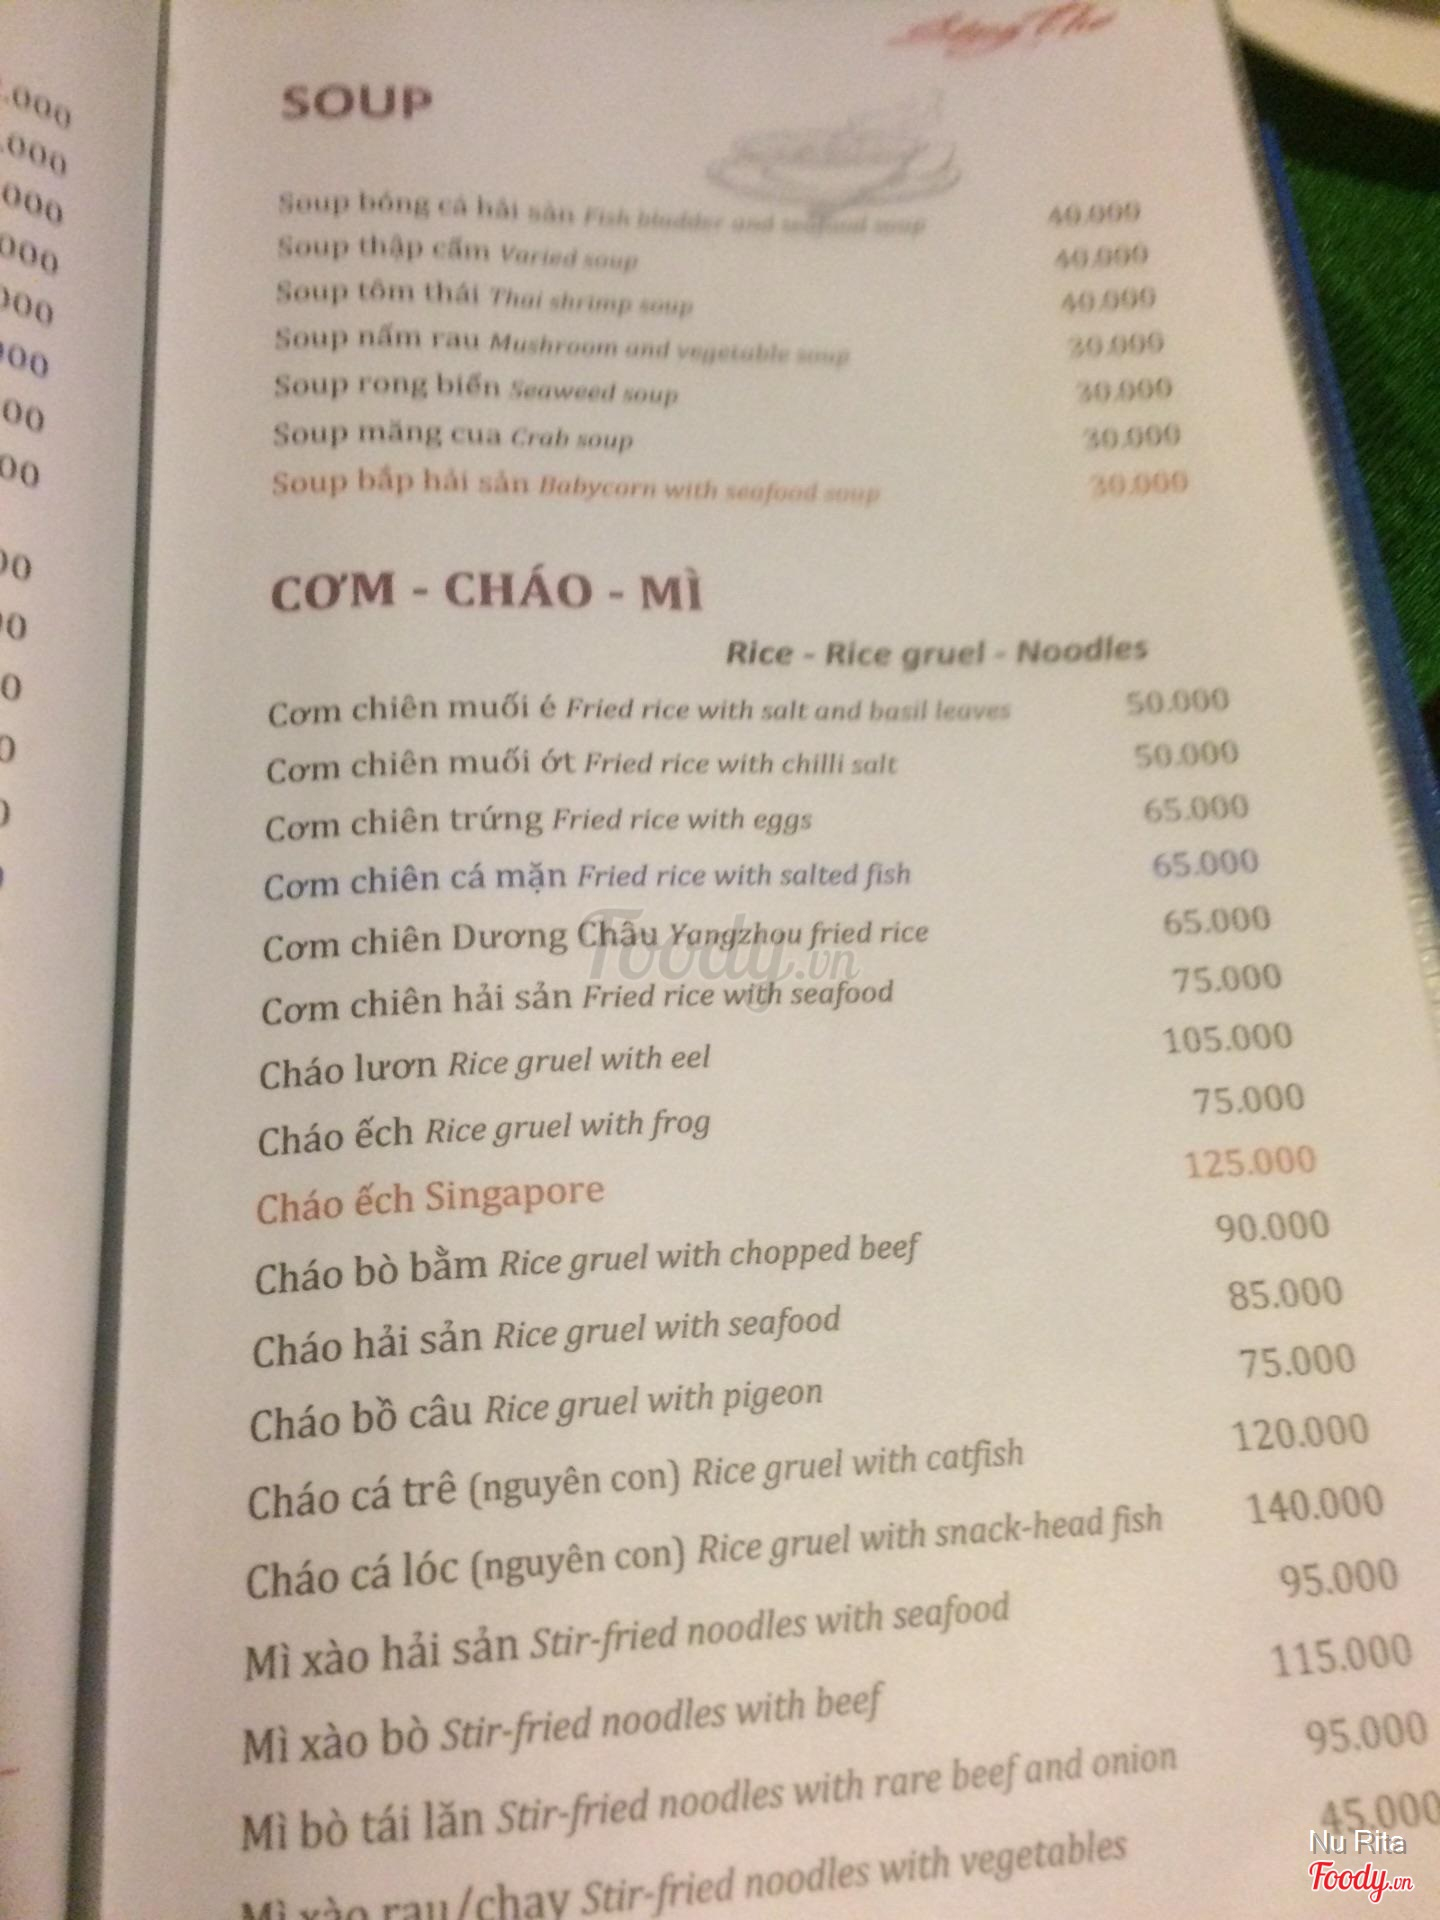 SOUP
Soup bóng cá hải sản Fish bladder and seafood soup 40.000
Soup thập cẩm Varied soup 40.000
Soup tôm thái Thai shrimp soup 40.000
Soup nấm rau Mushroom and vegetable soup 30.000
Soup rong biển Seaweed soup 30.000
Soup măng cua Crab soup 30.000
Soup bắp hải sản Babycorn with seafood soup 30.000
CƠM - CHÁO - MÌ
Rice - Rice gruel - Noodles
Cơm chiên muối é Fried rice with salt and basil leaves 50.000
Cơm chiên muối ớt Fried rice with chilli salt 50.000
Cơm chiên trứng Fried rice with eggs 65.000
Cơm chiên cá mặn Fried rice with salted fish 65.000
Cơm chiên Dương Châu Yangzhou fried rice 65.000
Cơm chiên hải sản Fried rice with seafood 75.000
Cháo lươn Rice gruel with eel 105.000
Cháo ếch Rice gruel with frog 75.000
Cháo ếch Singapore 125.000
Cháo bò bằm Rice gruel with chopped beef 90.000
Cháo hải sản Rice gruel with seafood 85.000
Cháo bồ câu Rice gruel with pigeon 75.000
Cháo cá trê (nguyên con) Rice gruel with catfish 120.000
Cháo cá lóc (nguyên con) Rice gruel with snack-head fish 140.000
Mì xào hải sản Stir-fried noodles with seafood 95.000
Mì xào bò Stir-fried noodles with beef 115.000
Mì bò tái lăn Stir-fried noodles with rare beef and onion 95.000
Mì xào rau/chay Stir-fried noodles with vegetables 45.000
Foody.vn
Nu Rita
Foody.vn